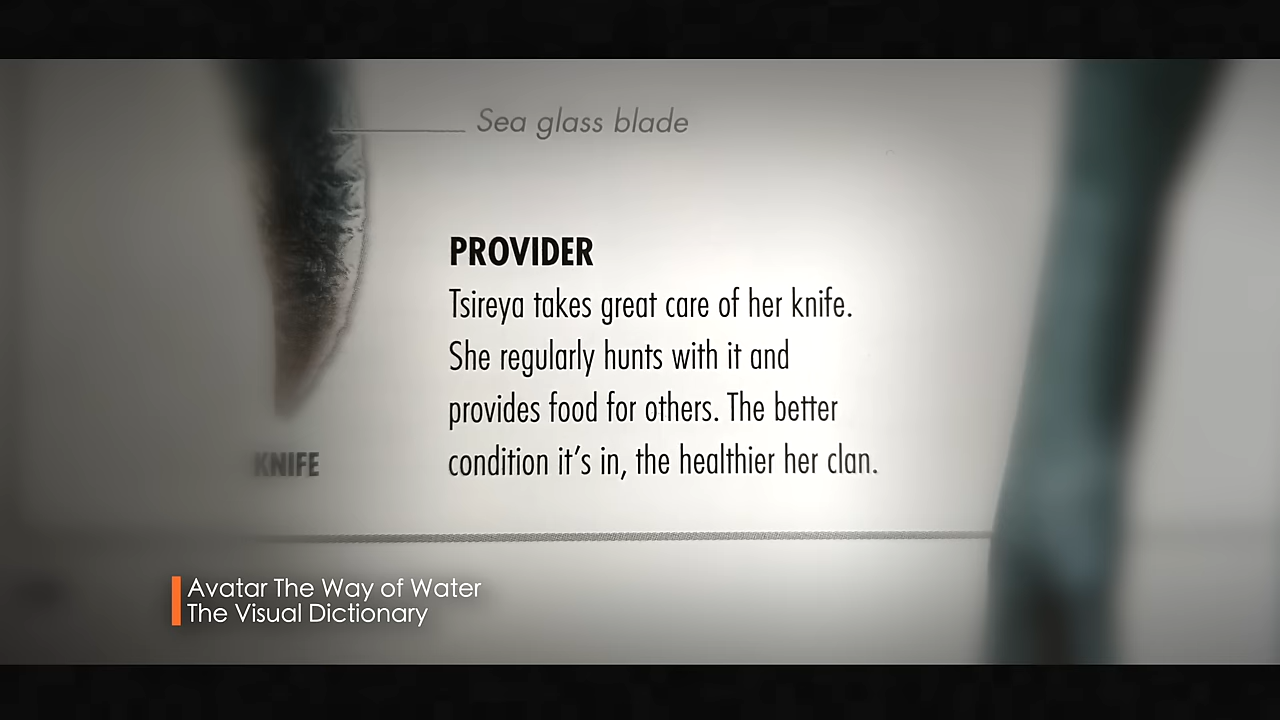 Sea glass blade
PROVIDER
Tsireya takes great care of her knife.
She regularly hunts with it and
provides food for others. The better
condition it's in, the healthier her clan.
KNIFE
Avatar The Way of Water
The Visual Dictionary